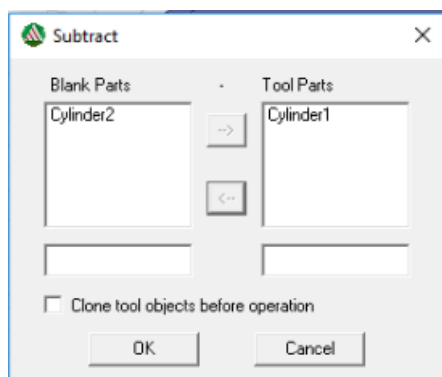 Subtract
Blank Parts - Tool Parts
Cylinder2
Cylinder1
-->
<--
Clone tool objects before operation
OK Cancel